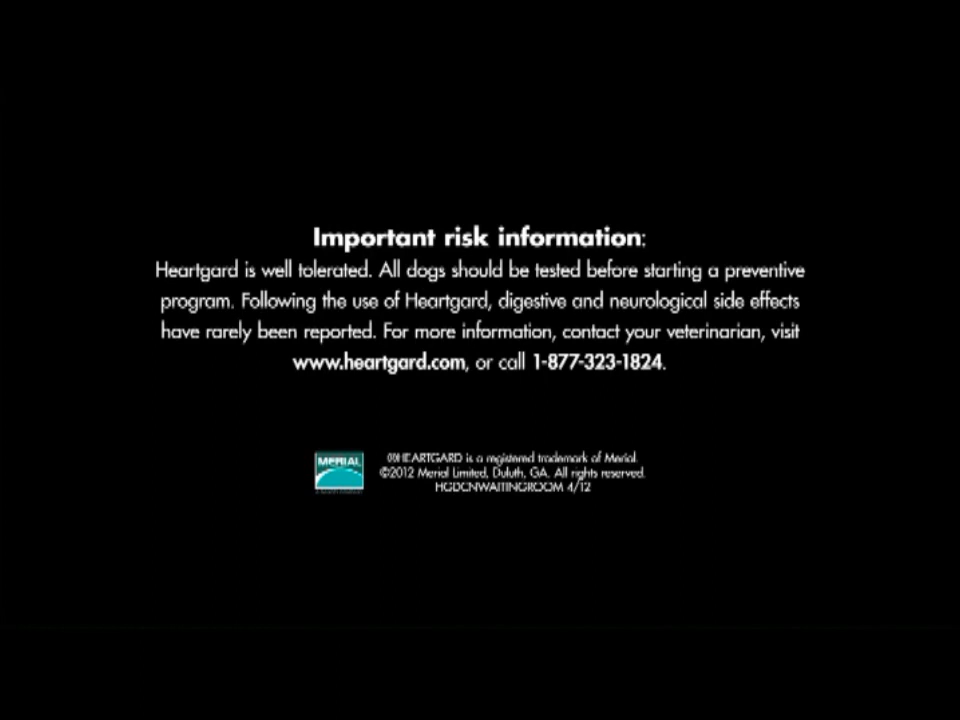 Important risk information:
Heartgard is well tolerated. All dogs should be tested before starting a preventive
program. Following the use of Heartgard, digestive and neurological side effects
have rarely been reported. For more information, contact your veterinarian, visit
www.heartgard.com, or call 1-877-323-1824.
MERIAL
®HEARTGARD is a registered trademark of Merial.
©2012 Merial Limited, Duluth, GA. All rights reserved.
HGDCNWAITINGROOM 4/12